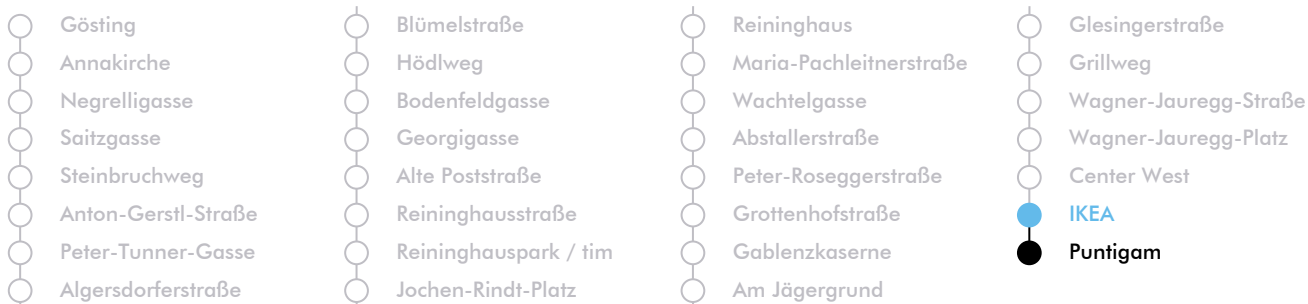 Gösting
Annakirche
Negrelligasse
Saitzgasse
Steinbruchweg
Anton-Gerstl-Straße
Peter-Tunner-Gasse
Algersdorferstraße
Blümelstraße
Hödlweg
Bodenfeldgasse
Georgigasse
Alte Poststraße
Reininghausstraße
Reininghauspark / tim
Jochen-Rindt-Platz
Reininghaus
Maria-Pachleitnerstraße
Wachtelgasse
Abstallerstraße
Peter-Roseggerstraße
Grottenhofstraße
Gablenzkaserne
Am Jägergrund
Glesingerstraße
Grillweg
Wagner-Jauregg-Straße
Wagner-Jauregg-Platz
Center West
IKEA
Puntigam